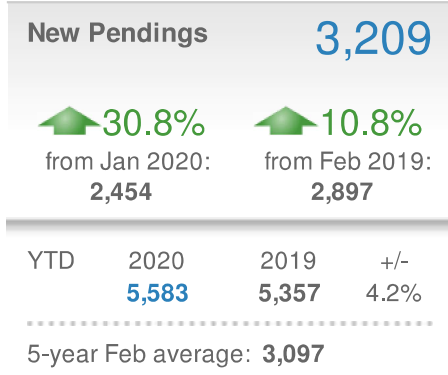 New Pendings 3,209
30.8% 10.8%
from Jan 2020: from Feb 2019:
2,454 2,897
YTD 2020 2019 +/-
5,583 5,357 4.2%
5-year Feb average: 3,097